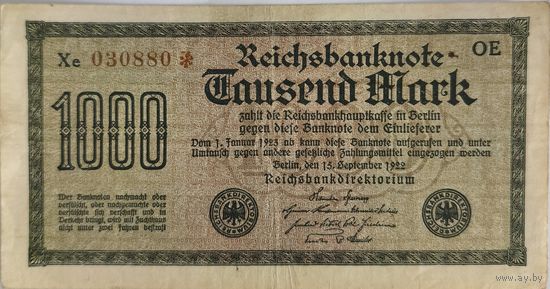 Xe 030880 * Reichsbanknote OE
1000 Tausend Mark
zahlt die Reichsbankhauptkasse in Berlin
gegen diese Banknote dem Einlieferer
Vom 1. Januar 1923 ab kann diese Banknote aufgerufen und unter
Umtausch gegen andere gesetzliche Zahlungsmittel eingezogen werden
Berlin, den 15. September 1922
Reichsbankdirektorium
Wer Banknoten nachmacht oder
verfälscht, oder nachgemachte oder
verfälschte sich verschafft und in
Verkehr bringt, wird mit Zuchthaus
nicht unter zwei Jahren bestraft
www.ay.by